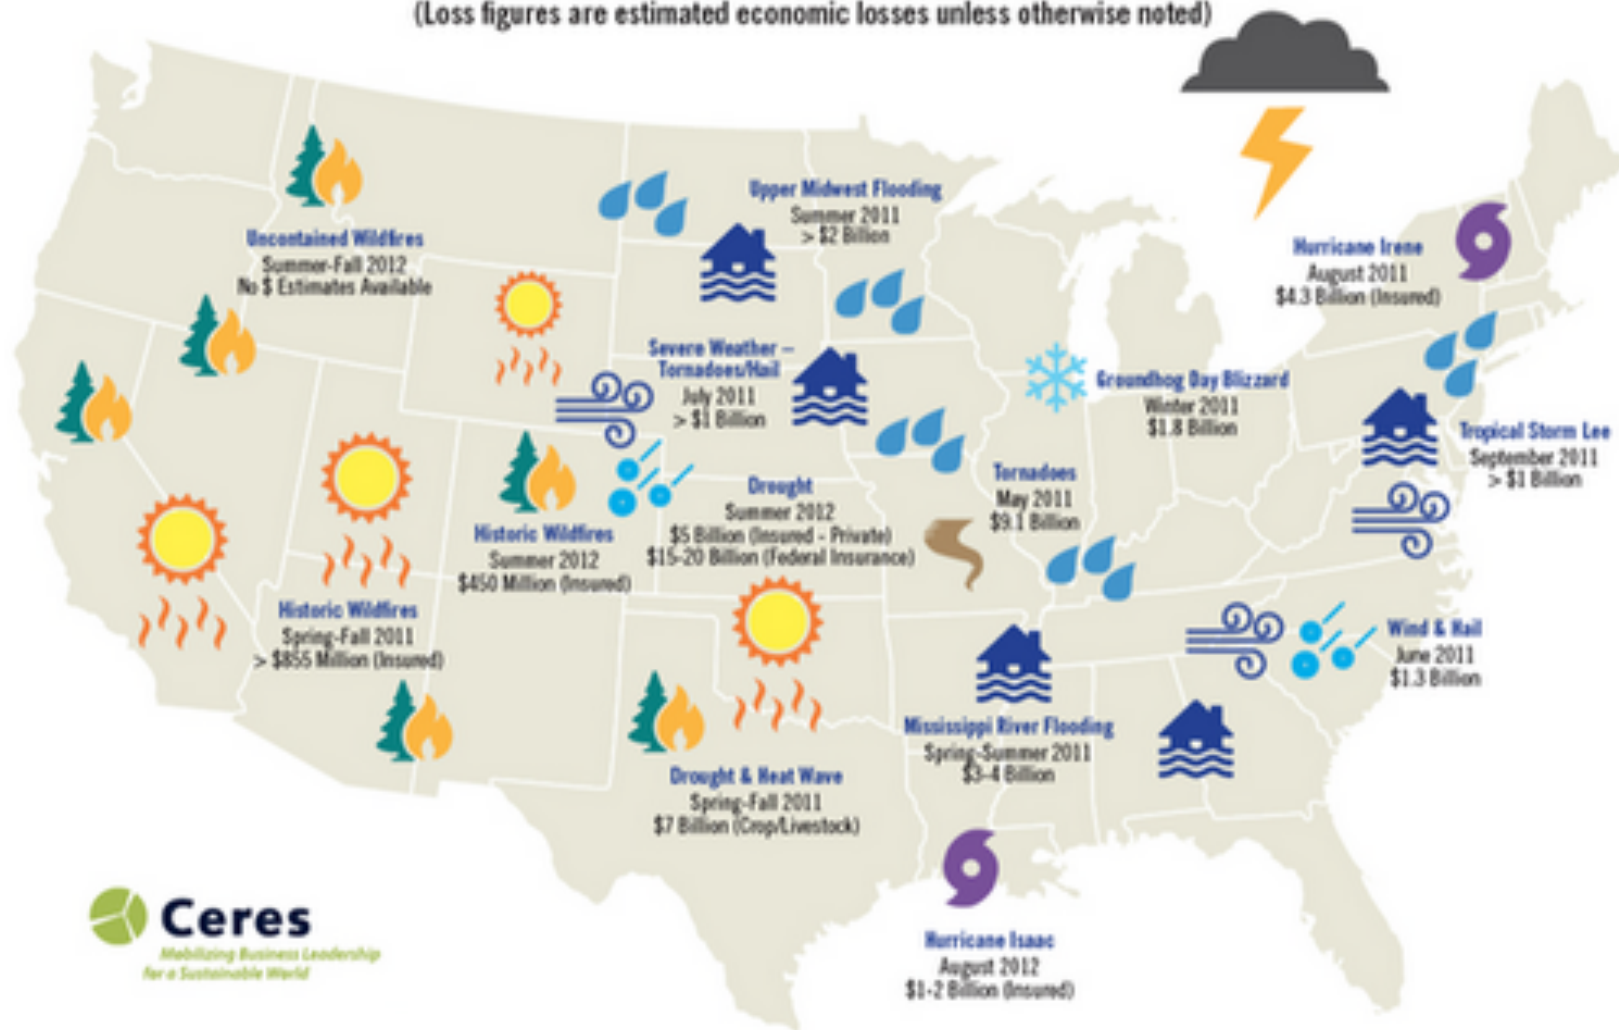 (Loss figures are estimated economic losses unless otherwise noted)
Upper Midwest Flooding
Summer 2011
> $2 Billion
Uncontained Wildfires
Summer-Fall 2012
No $ Estimates Available
Hurricane Irene
August 2011
$4.3 Billion (Insured)
Severe Weather –
Tornadoes/Hail
July 2011
> $1 Billion
Groundhog Day Blizzard
Winter 2011
$1.8 Billion
Tropical Storm Lee
September 2011
> $1 Billion
Tornadoes
May 2011
$9.1 Billion
Drought
Summer 2012
$5 Billion (Insured - Private)
$15-20 Billion (Federal Insurance)
Historic Wildfires
Summer 2012
$450 Million (Insured)
Historic Wildfires
Spring-Fall 2011
> $855 Million (Insured)
Wind & Hail
June 2011
$1.3 Billion
Mississippi River Flooding
Spring-Summer 2011
$3-4 Billion
Drought & Heat Wave
Spring-Fall 2011
$7 Billion (Crop/Livestock)
Hurricane Isaac
August 2012
$1-2 Billion (Insured)
Ceres
Mobilizing Business Leadership
for a Sustainable World